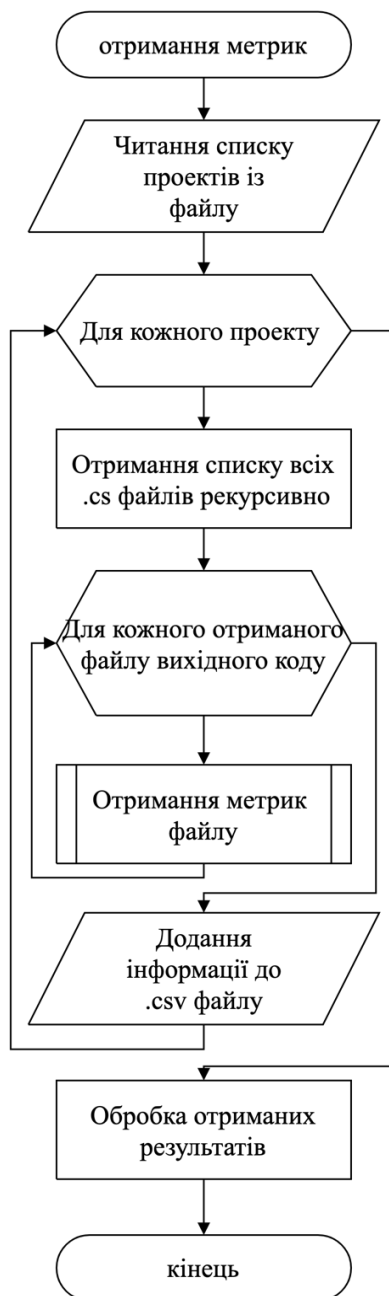 отримання метрик
Читання списку
проектів із
файлу
Для кожного проекту
Отримання списку всіх
.cs файлів рекурсивно
Для кожного отриманого
файлу вихідного коду
Отримання метрик
файлу
Додання
інформації до
.csv файлу
Обробка отриманих
результатів
кінець